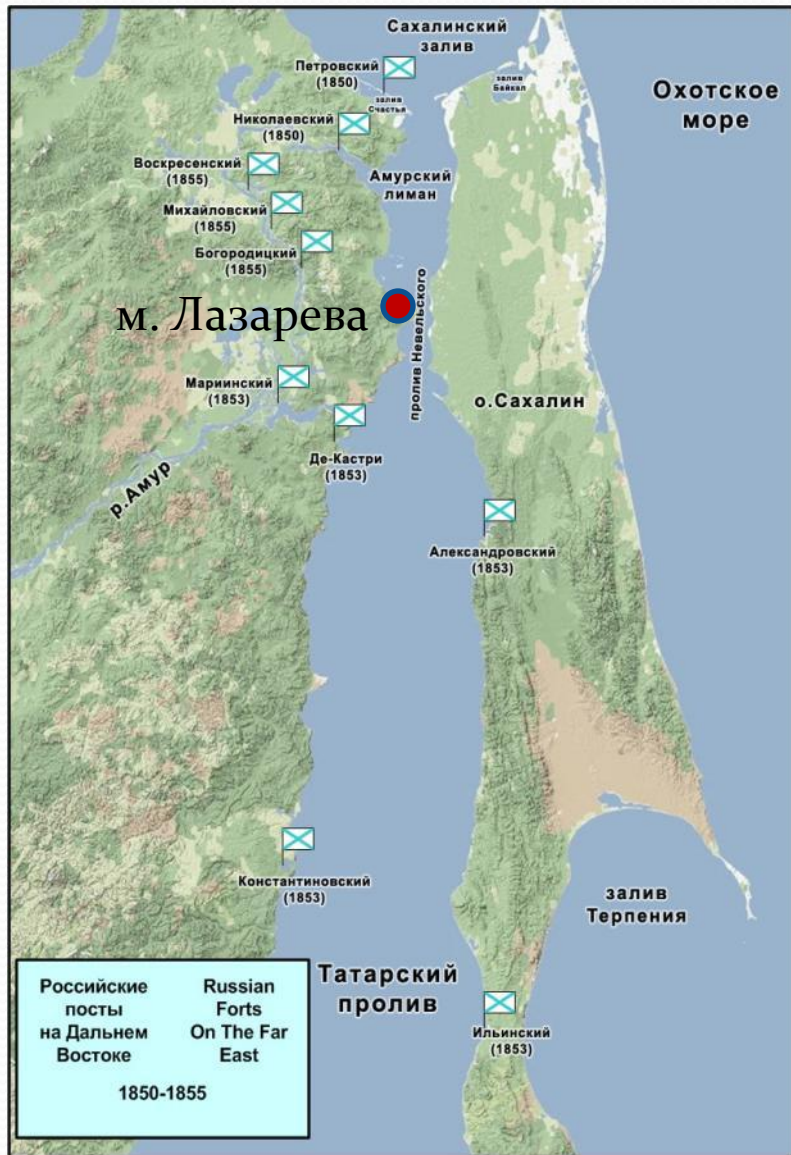 Сахалинский
залив
Петровский
(1850)
залив
Счастья
залив
Байкал
Охотское
море
Николаевский
(1850)
Воскресенский
(1855)
Амурский
лиман
Михайловский
(1855)
Богородицкий
(1855)
м. Лазарева
пролив Невельского
Мариинский
(1853)
о.Сахалин
Де-Кастри
(1853)
р.Амур
Александровский
(1853)
Константиновский
(1853)
залив
Терпения
Татарский
пролив
Ильинский
(1853)
Российские
посты
на Дальнем
Востоке
Russian
Forts
On The Far
East
1850-1855